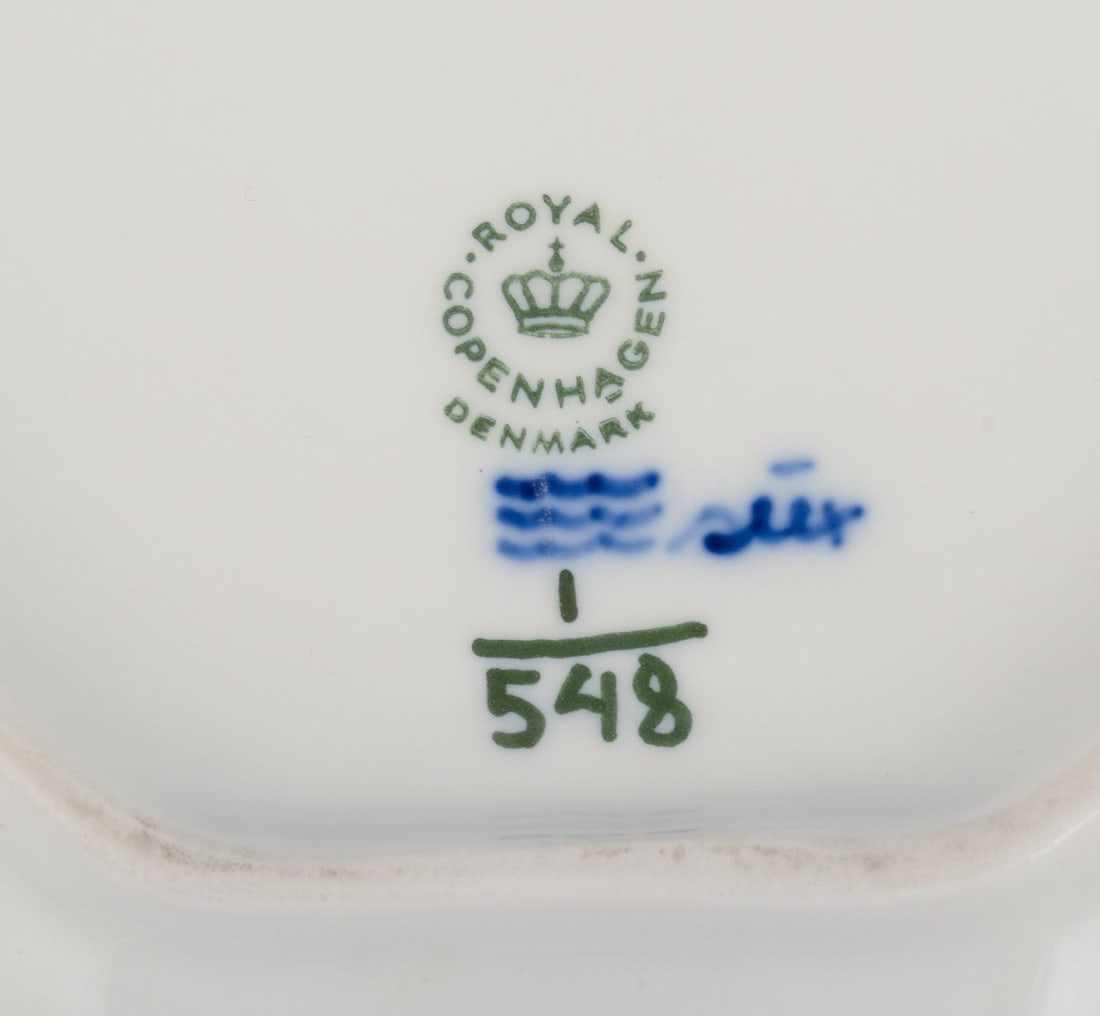 ROYAL
COPENHAGEN
DENMARK
1
548